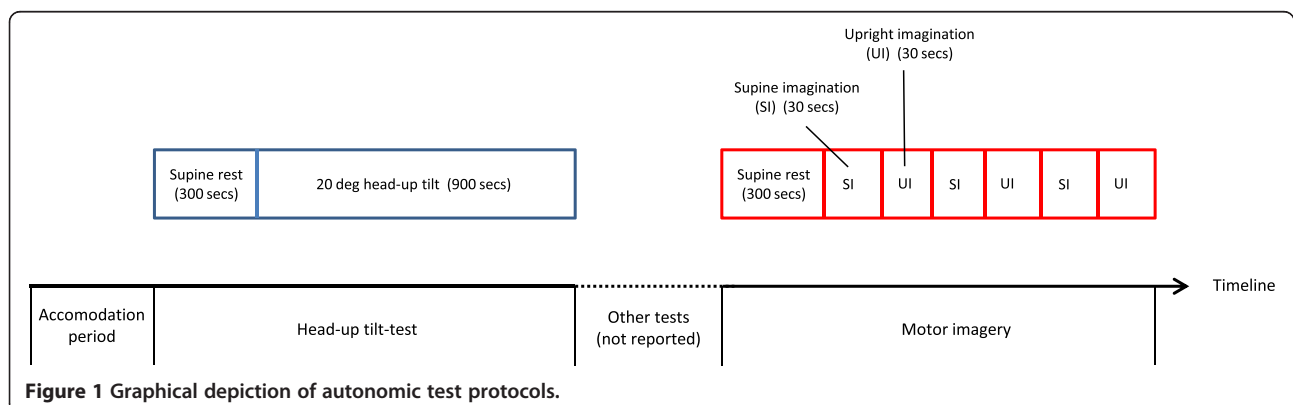 Upright imagination
(UI) (30 secs)
Supine imagination
(SI) (30 secs)
Supine rest
(300 secs)
20 deg head-up tilt (900 secs)
Supine rest
(300 secs)
SI
UI
SI
UI
SI
UI
Timeline
Accomodation
period
Head-up tilt-test
Other tests
(not reported)
Motor imagery
Figure 1 Graphical depiction of autonomic test protocols.